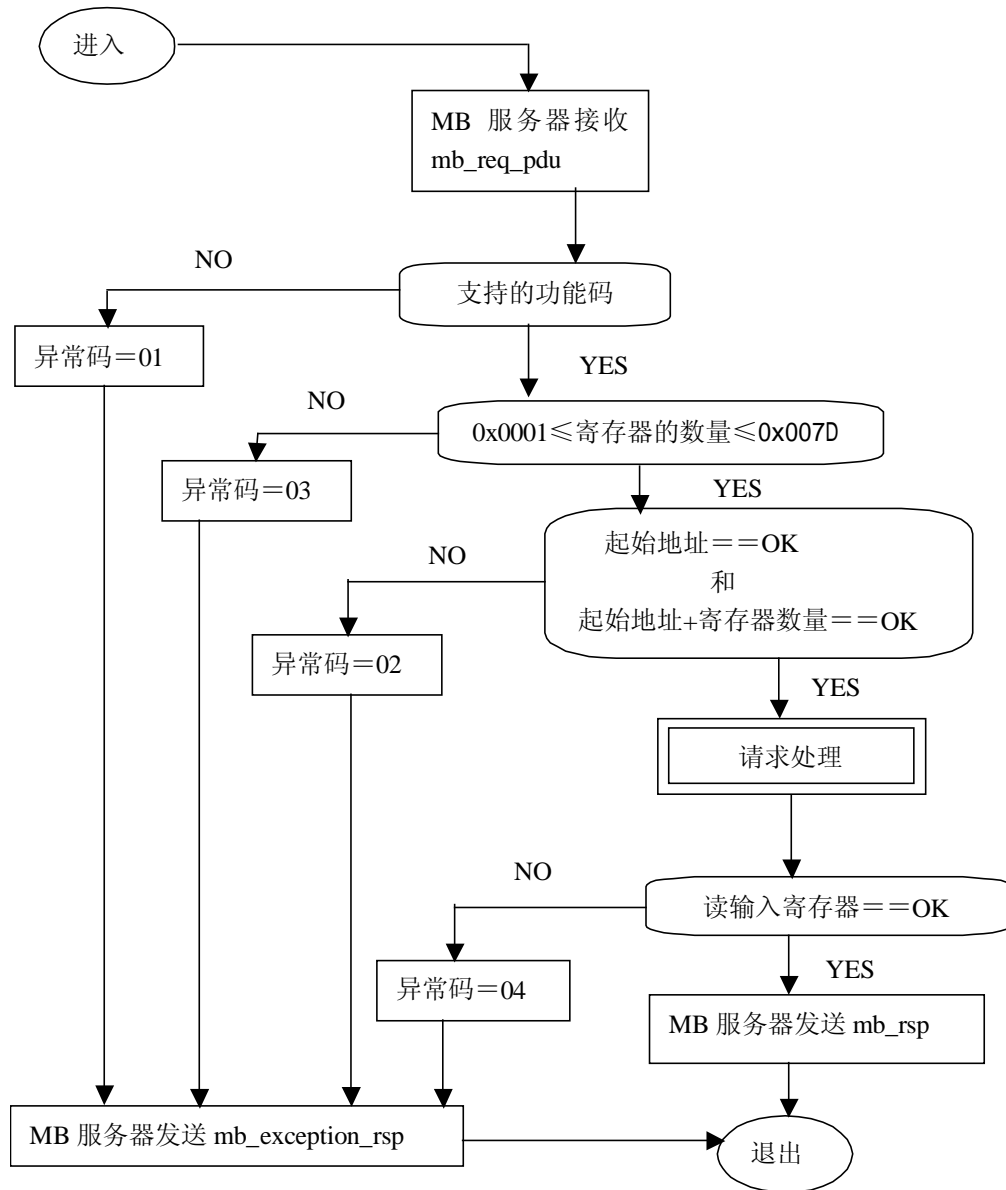 进入
MB 服务器接收
mb_req_pdu
NO
支持的功能码
异常码＝01
YES
NO
0x0001≤寄存器的数量≤0x007D
异常码＝03
YES
起始地址＝＝OK
NO
和
起始地址+寄存器数量＝＝OK
异常码＝02
YES
请求处理
NO
读输入寄存器＝＝OK
YES
异常码＝04
MB 服务器发送 mb_rsp
MB 服务器发送 mb_exception_rsp
退出